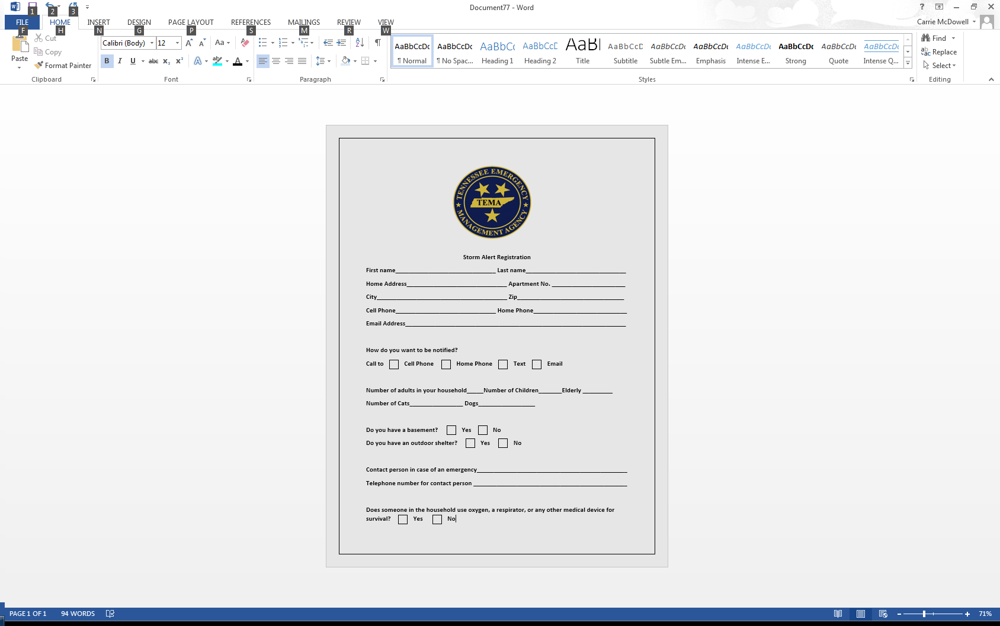 Document77 - Word
1 2 3
?
FILE HOME INSERT DESIGN PAGE LAYOUT REFERENCES MAILINGS REVIEW VIEW
Carrie McDowell
F H N G P S M R W
Paste
Cut
Copy
Format Painter
Clipboard
Calibri (Body) 12
Aa
B I U abc x₂ x² A A
Font
Paragraph
AaBbCcDc AaBbCcDc AaBbC AaBbCcD AaBl AaBbCcD AaBbCcDc AaBbCcDc AaBbCcDc AaBbCcDc AaBbCcDc AaBbCcDc
¶ Normal ¶ No Spac... Heading 1 Heading 2 Title Subtitle Subtle Em... Emphasis Intense E... Strong Quote Intense Q...
Styles
Find
Replace
Select
Editing
TENNESSEE EMERGENCY
TEMA
MANAGEMENT AGENCY
Storm Alert Registration
First name______________________________ Last name______________________________
Home Address______________________________ Apartment No. ______________________
City_______________________________________ Zip________________________________
Cell Phone______________________________ Home Phone____________________________
Email Address__________________________________________________________________
How do you want to be notified?
Call to Cell Phone Home Phone Text Email
Number of adults in your household_____Number of Children_______Elderly _________
Number of Cats________________ Dogs_________________
Do you have a basement? Yes No
Do you have an outdoor shelter? Yes No
Contact person in case of an emergency_____________________________________________
Telephone number for contact person ______________________________________________
Does someone in the household use oxygen, a respirator, or any other medical device for
survival? Yes No
PAGE 1 OF 1 94 WORDS
71%